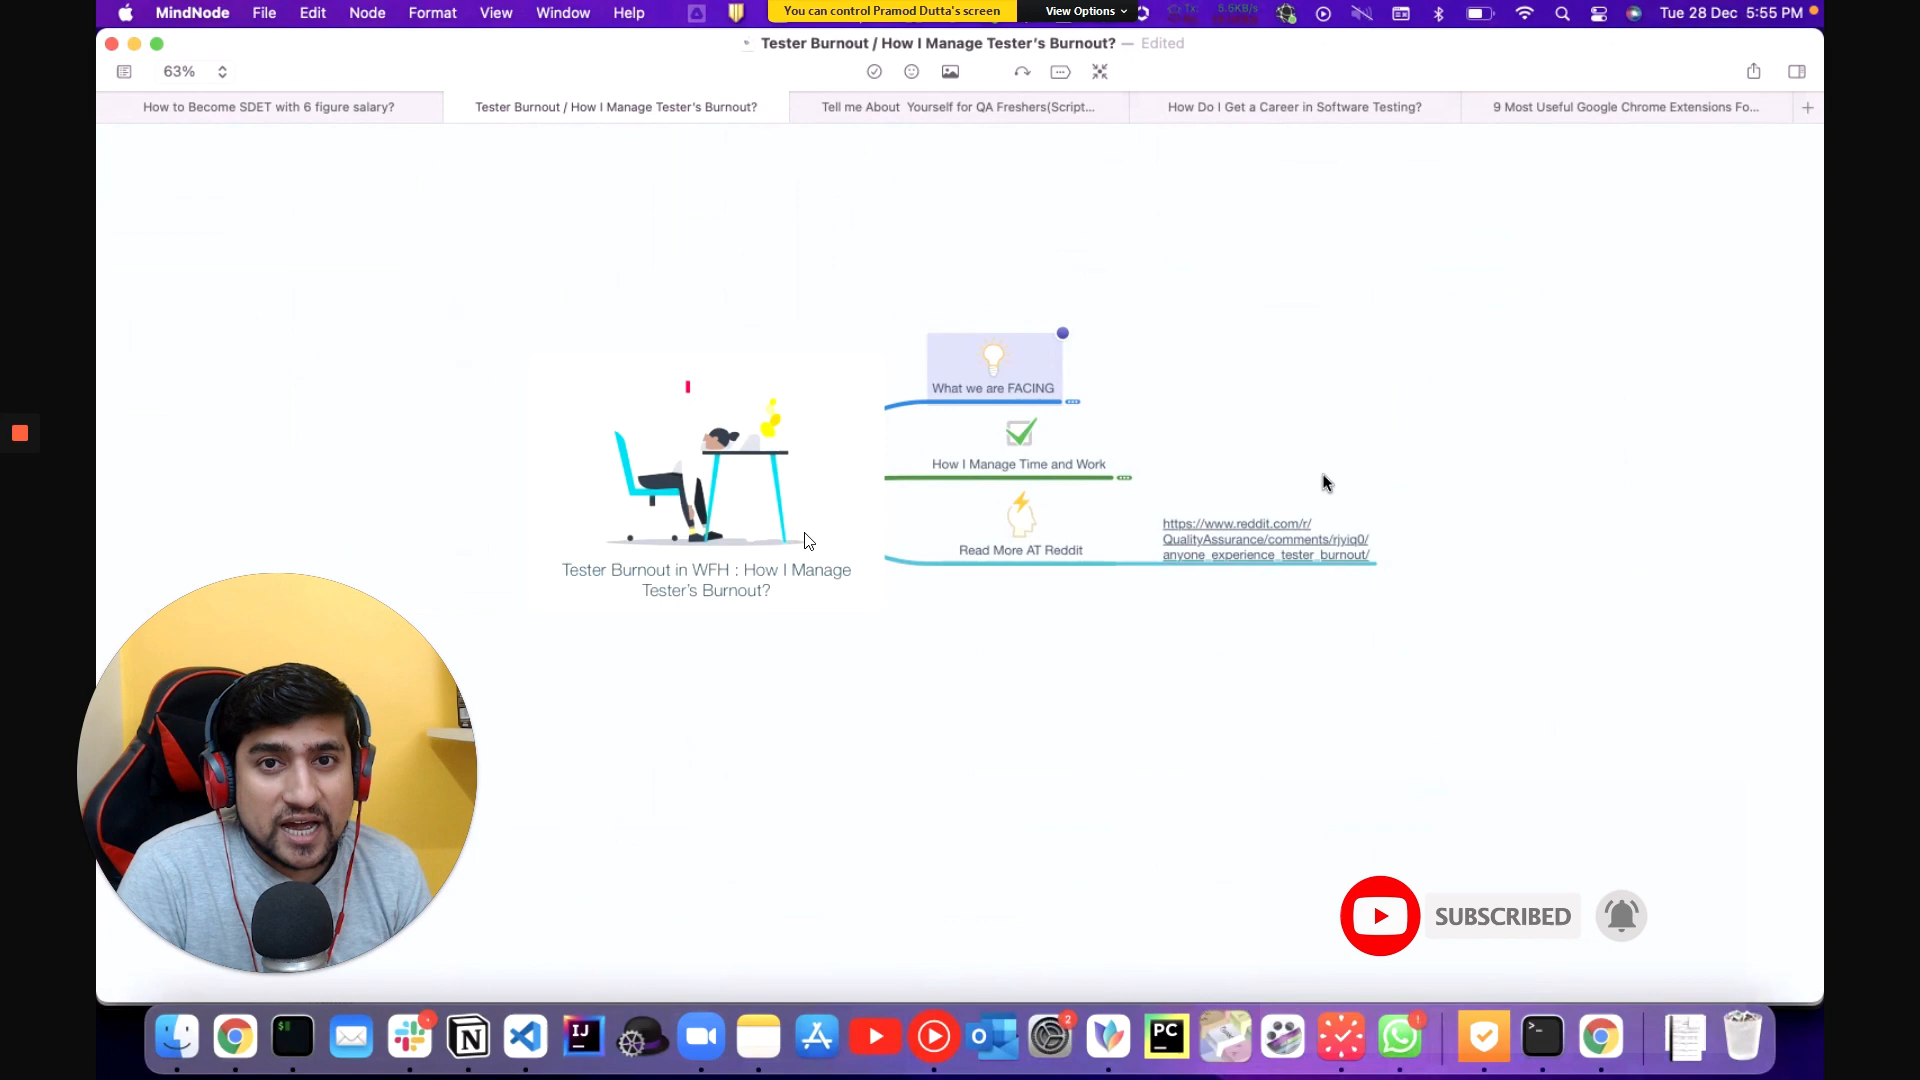 MindNode File Edit Node Format View Window Help
You can control Pramod Dutta's screen
View Options
Tue 28 Dec 5:55 PM
Tester Burnout / How I Manage Tester's Burnout? — Edited
63%
How to Become SDET with 6 figure salary?
Tester Burnout / How I Manage Tester's Burnout?
Tell me About Yourself for QA Freshers(Script...
How Do I Get a Career in Software Testing?
9 Most Useful Google Chrome Extensions Fo...
What we are FACING
How I Manage Time and Work
Read More AT Reddit
https://www.reddit.com/r/
QualityAssurance/comments/rjyiq0/
anyone_experience_tester_burnout/
Tester Burnout in WFH : How I Manage
Tester's Burnout?
SUBSCRIBED
IJ
PC
2